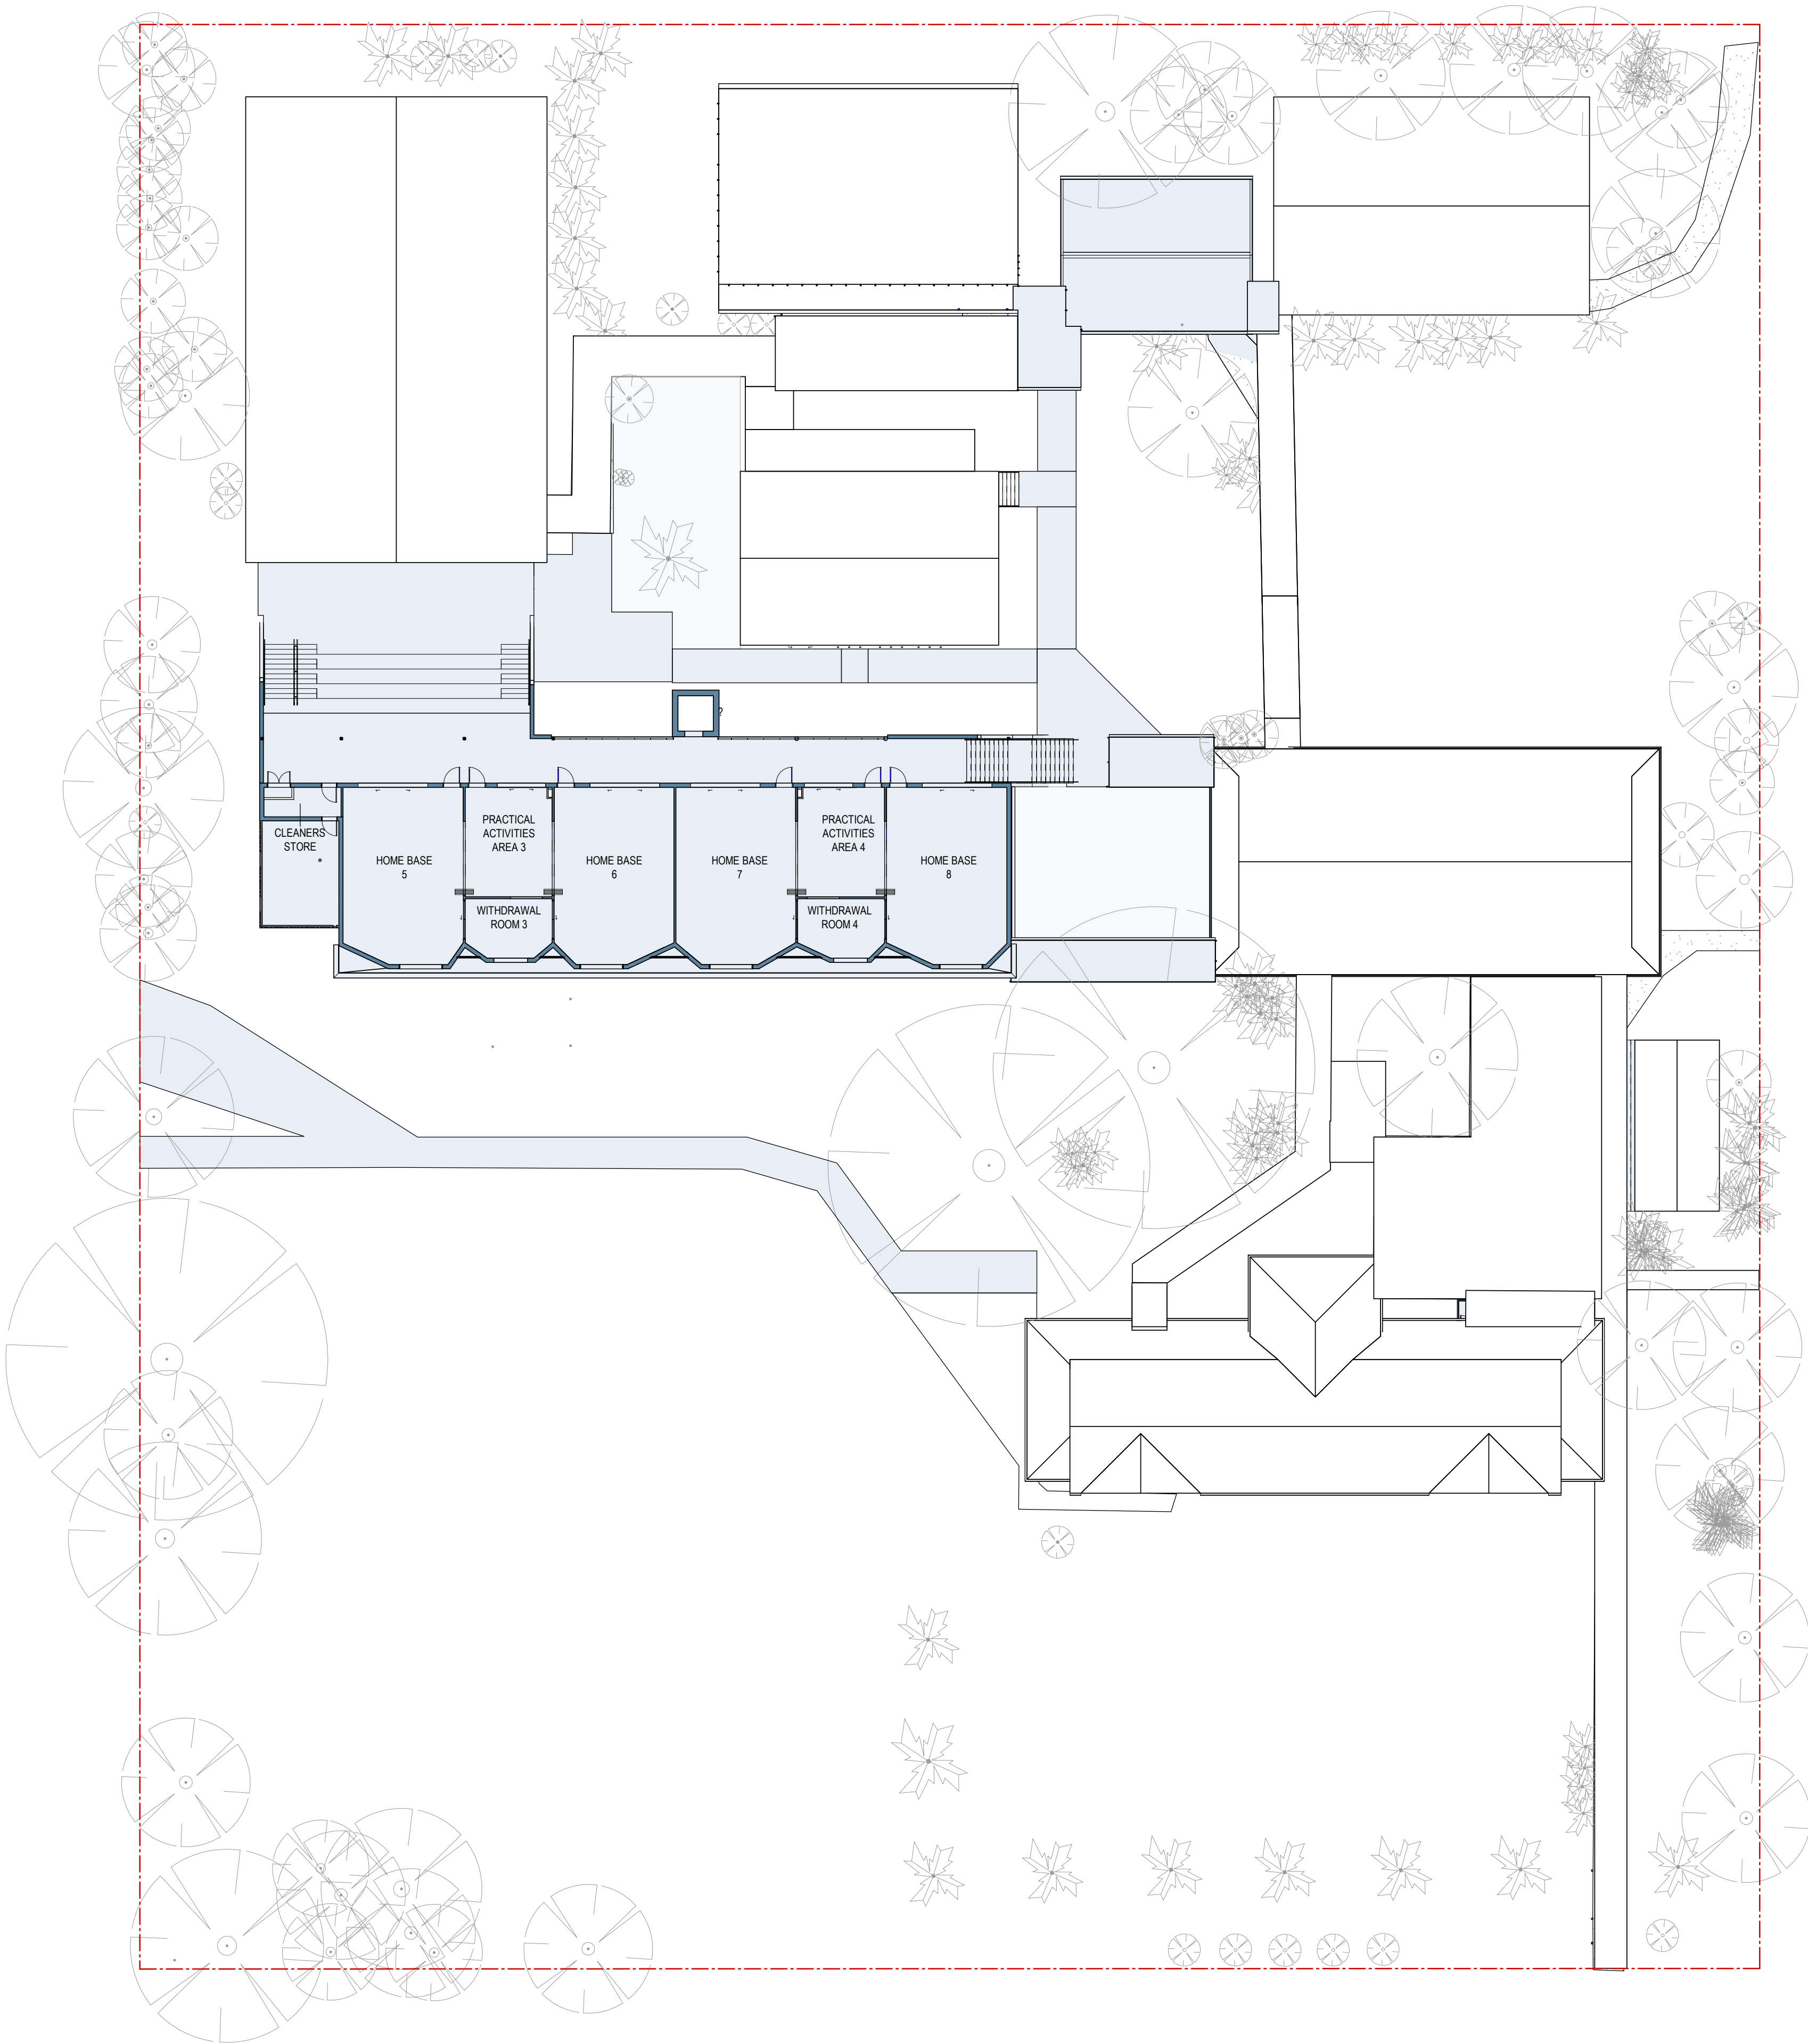 ?
CLEANERS
STORE
HOME BASE
5
PRACTICAL
ACTIVITIES
AREA 3
WITHDRAWAL
ROOM 3
HOME BASE
6
HOME BASE
7
PRACTICAL
ACTIVITIES
AREA 4
WITHDRAWAL
ROOM 4
HOME BASE
8